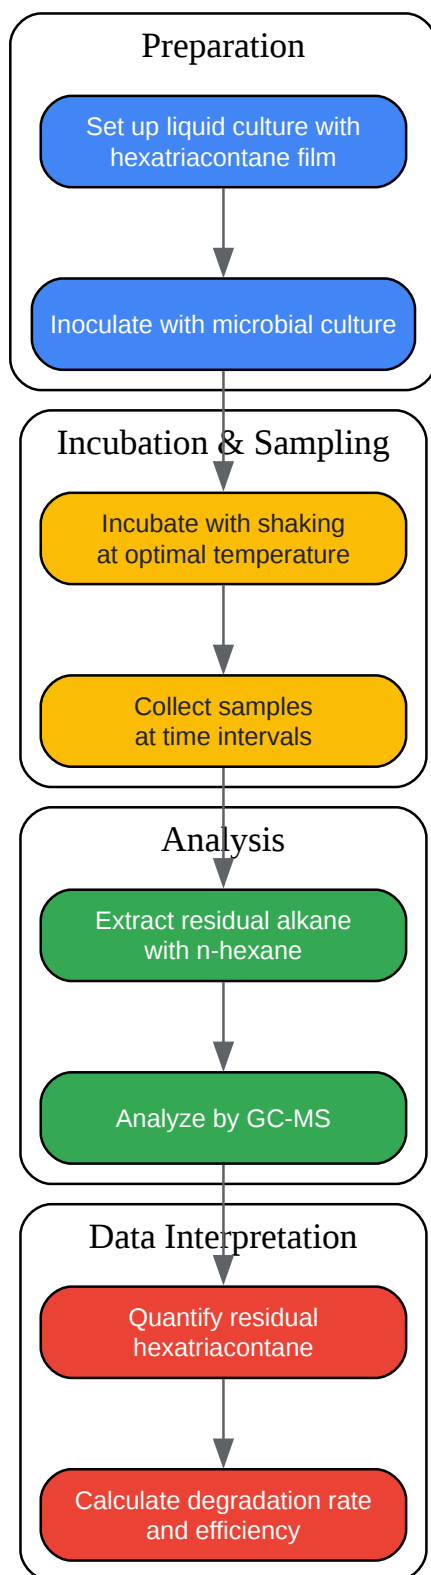 Preparation
Set up liquid culture with
hexatriacontane film
Inoculate with microbial culture
Incubation & Sampling
Incubate with shaking
at optimal temperature
Collect samples
at time intervals
Analysis
Extract residual alkane
with n-hexane
Analyze by GC-MS
Data Interpretation
Quantify residual
hexatriacontane
Calculate degradation rate
and efficiency